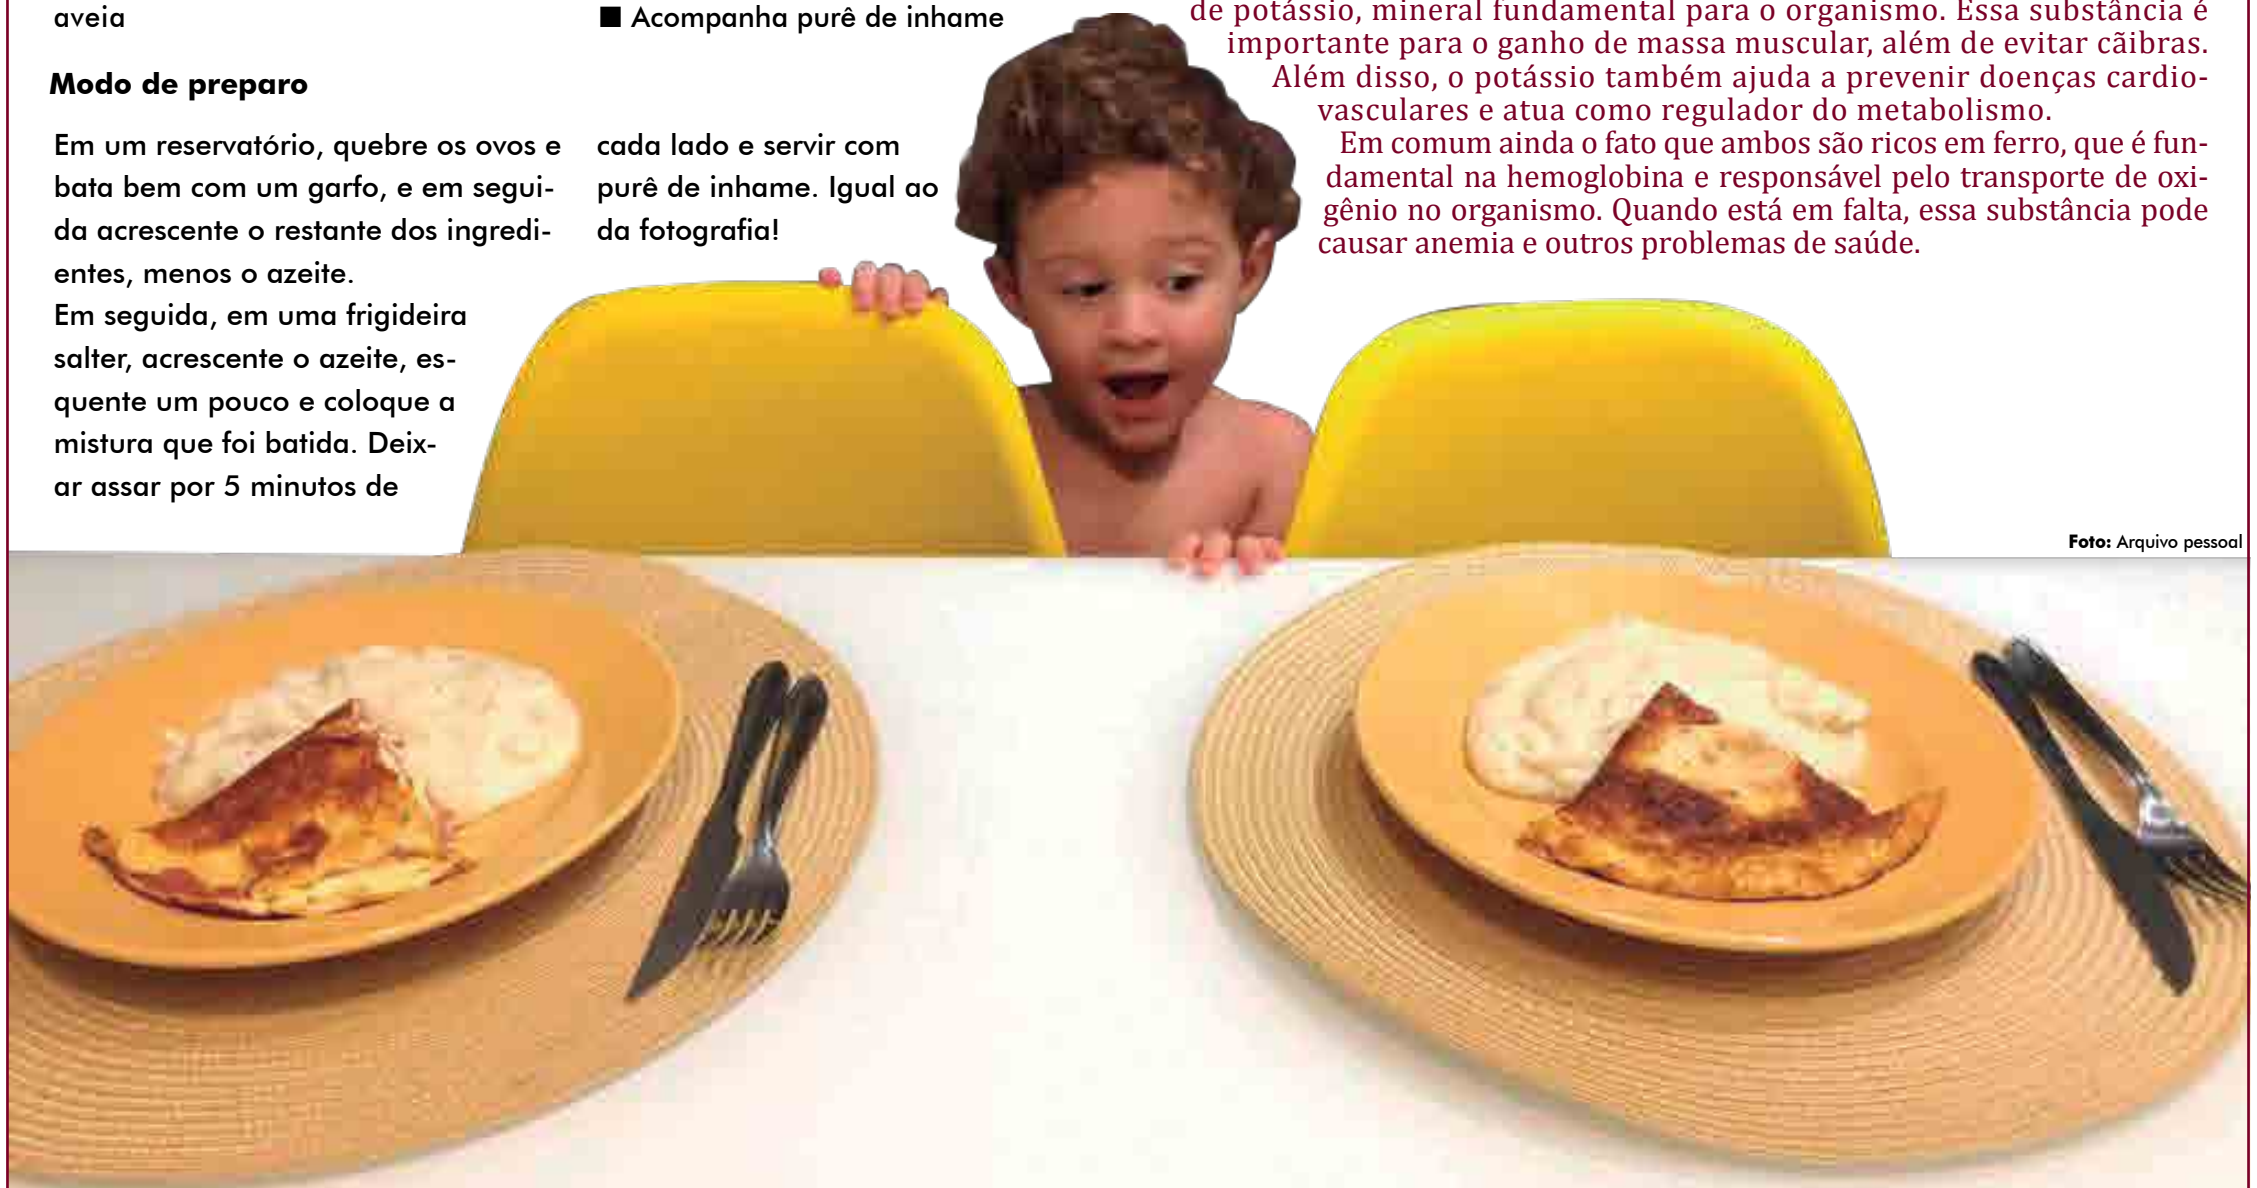 aveia
■ Acompanha purê de inhame
Modo de preparo
Em um reservatório, quebre os ovos e
bata bem com um garfo, e em segui-
da acrescente o restante dos ingredi-
entes, menos o azeite.
Em seguida, em uma frigideira
salter, acrescente o azeite, es-
quente um pouco e coloque a
mistura que foi batida. Deix-
ar assar por 5 minutos de
cada lado e servir com
purê de inhame. Igual ao
da fotografia!
de potássio, mineral fundamental para o organismo. Essa substância é
importante para o ganho de massa muscular, além de evitar cãibras.
Além disso, o potássio também ajuda a prevenir doenças cardio-
vasculares e atua como regulador do metabolismo.
Em comum ainda o fato que ambos são ricos em ferro, que é fun-
damental na hemoglobina e responsável pelo transporte de oxi-
gênio no organismo. Quando está em falta, essa substância pode
causar anemia e outros problemas de saúde.
Foto: Arquivo pessoal